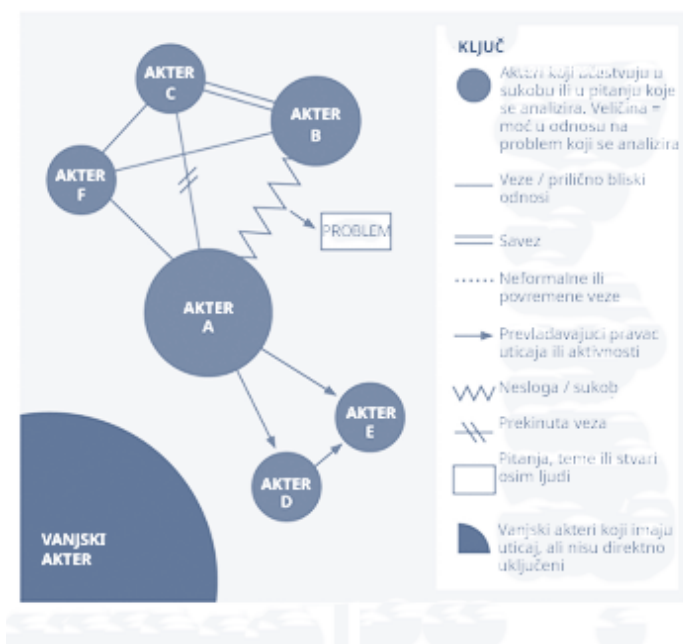 AKTER
C
AKTER
B
AKTER
F
PROBLEM
AKTER
A
AKTER
E
AKTER
D
VANJSKI
AKTER
KLJUČ
Akteri koji učestvuju u
sukobu ili u pitanju koje
se analizira. Veličina =
moć u odnosu na
problem koji se analizira
Veze / prilično bliski
odnosi
Savez
Neformalne ili
povremene veze
Prevladavajući pravac
uticaja ili aktivnosti
Nesloga / sukob
Prekinuta veza
Pitanja, teme ili stvari
osim ljudi
Vanjski akteri koji imaju
uticaj, ali nisu direktno
uključeni